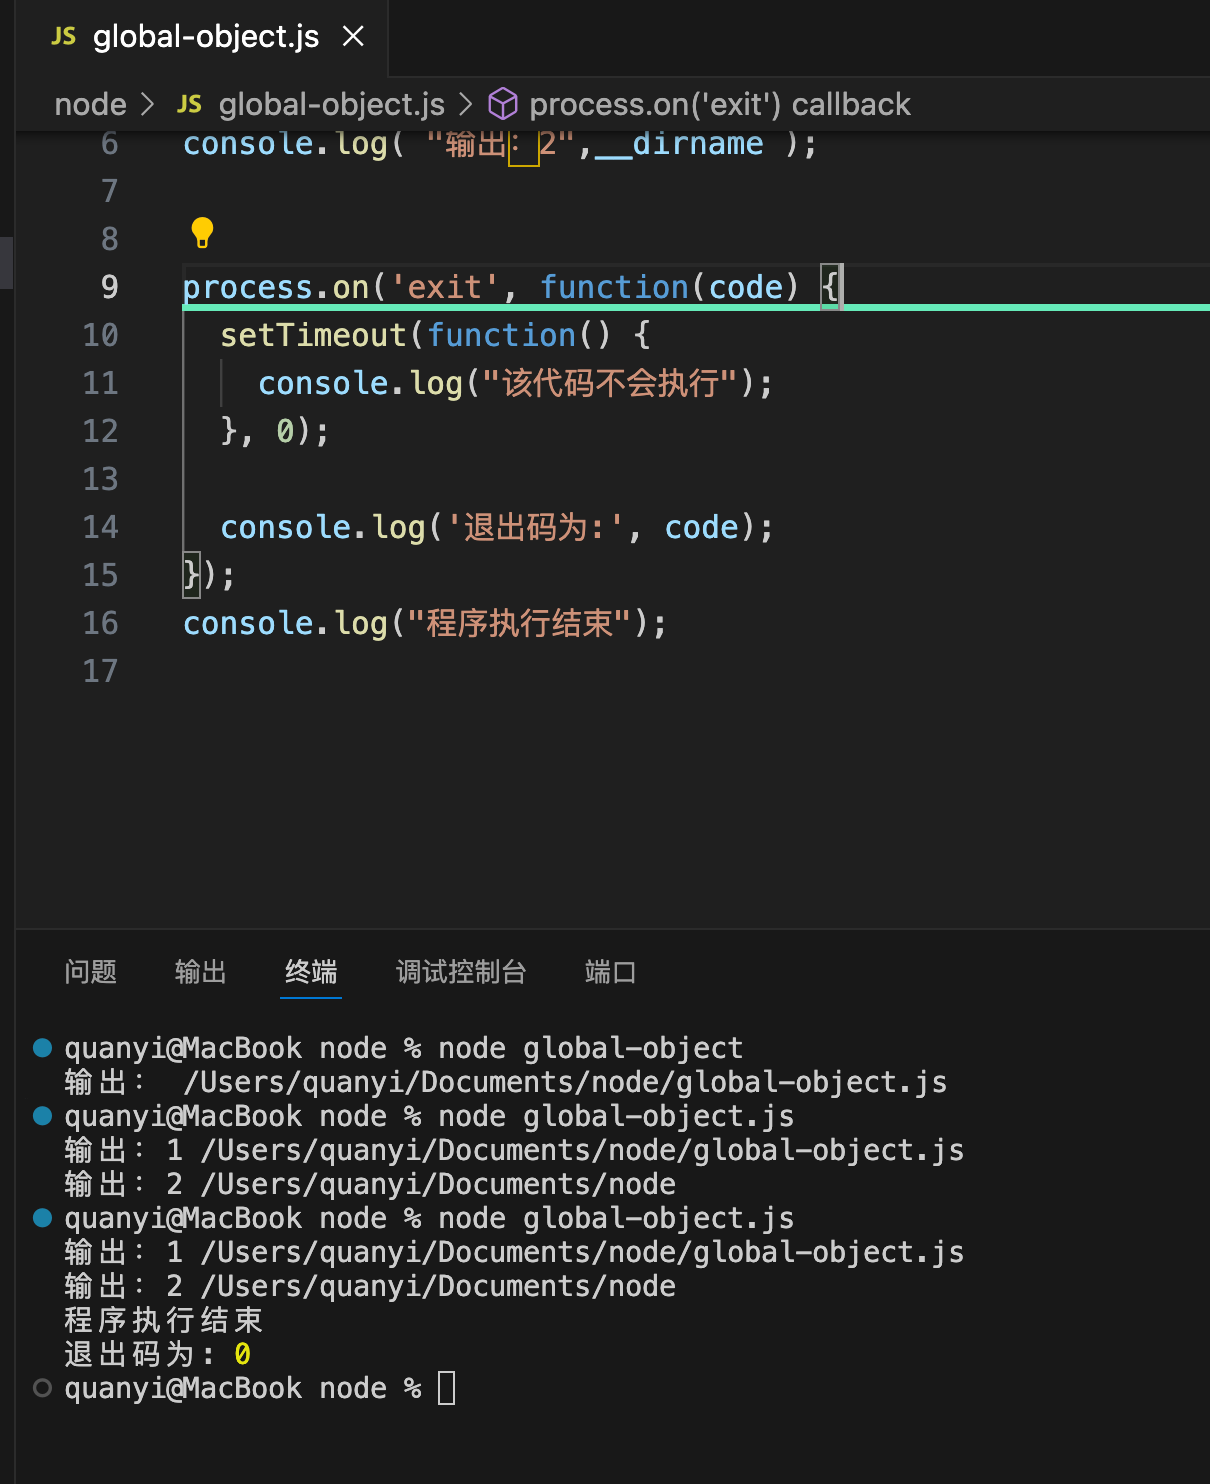 JS global-object.js
node > JS global-object.js > process.on('exit') callback
6 console.log( "输出：2",__dirname );
7
8
9 process.on('exit', function(code) {
10 setTimeout(function() {
11 console.log("该代码不会执行");
12 }, 0);
13
14 console.log('退出码为:', code);
15 });
16 console.log("程序执行结束");
17
问题 输出 终端 调试控制台 端口
quanyi@MacBook node % node global-object
输出： /Users/quanyi/Documents/node/global-object.js
quanyi@MacBook node % node global-object.js
输出：1 /Users/quanyi/Documents/node/global-object.js
输出：2 /Users/quanyi/Documents/node
quanyi@MacBook node % node global-object.js
输出：1 /Users/quanyi/Documents/node/global-object.js
输出：2 /Users/quanyi/Documents/node
程序执行结束
退出码为: 0
quanyi@MacBook node %